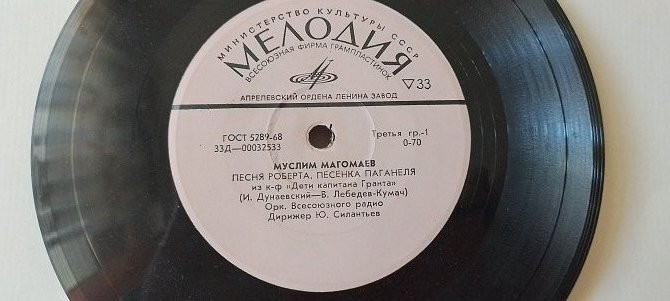 МИНИСТЕРСТВО КУЛЬТУРЫ СССР
МЕЛОДИЯ
ВСЕСОЮЗНАЯ ФИРМА ГРАМПЛАСТИНОК
▽33
АПРЕЛЕВСКИЙ ОРДЕНА ЛЕНИНА ЗАВОД
ГОСТ 5289-68
33Д—00032533
Третья гр.-1
0-70
МУСЛИМ МАГОМАЕВ
ПЕСНЯ РОБЕРТА, ПЕСЕНКА ПАГАНЕЛЯ
из к-ф «Дети капитана Гранта»
(И. Дунаевский—В. Лебедев-Кумач)
Орк. Всесоюзного радио
Дирижер Ю. Силантьев